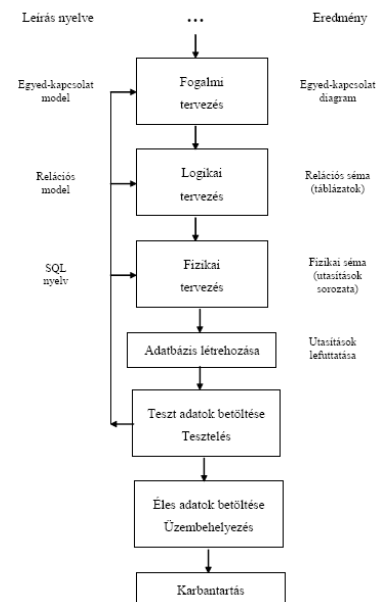 Leírás nyelve
...
Eredmény
Egyed-kapcsolat
model
Fogalmi
tervezés
Egyed-kapcsolat
diagram
Relációs
model
Logikai
tervezés
Relációs séma
(táblázatok)
SQL
nyelv
Fizikai
tervezés
Fizikai séma
(utasítások
sorozata)
Adatbázis létrehozása
Utasítások
lefuttatása
Teszt adatok betöltése
Tesztelés
Éles adatok betöltése
Üzembehelyezés
Karbantartás